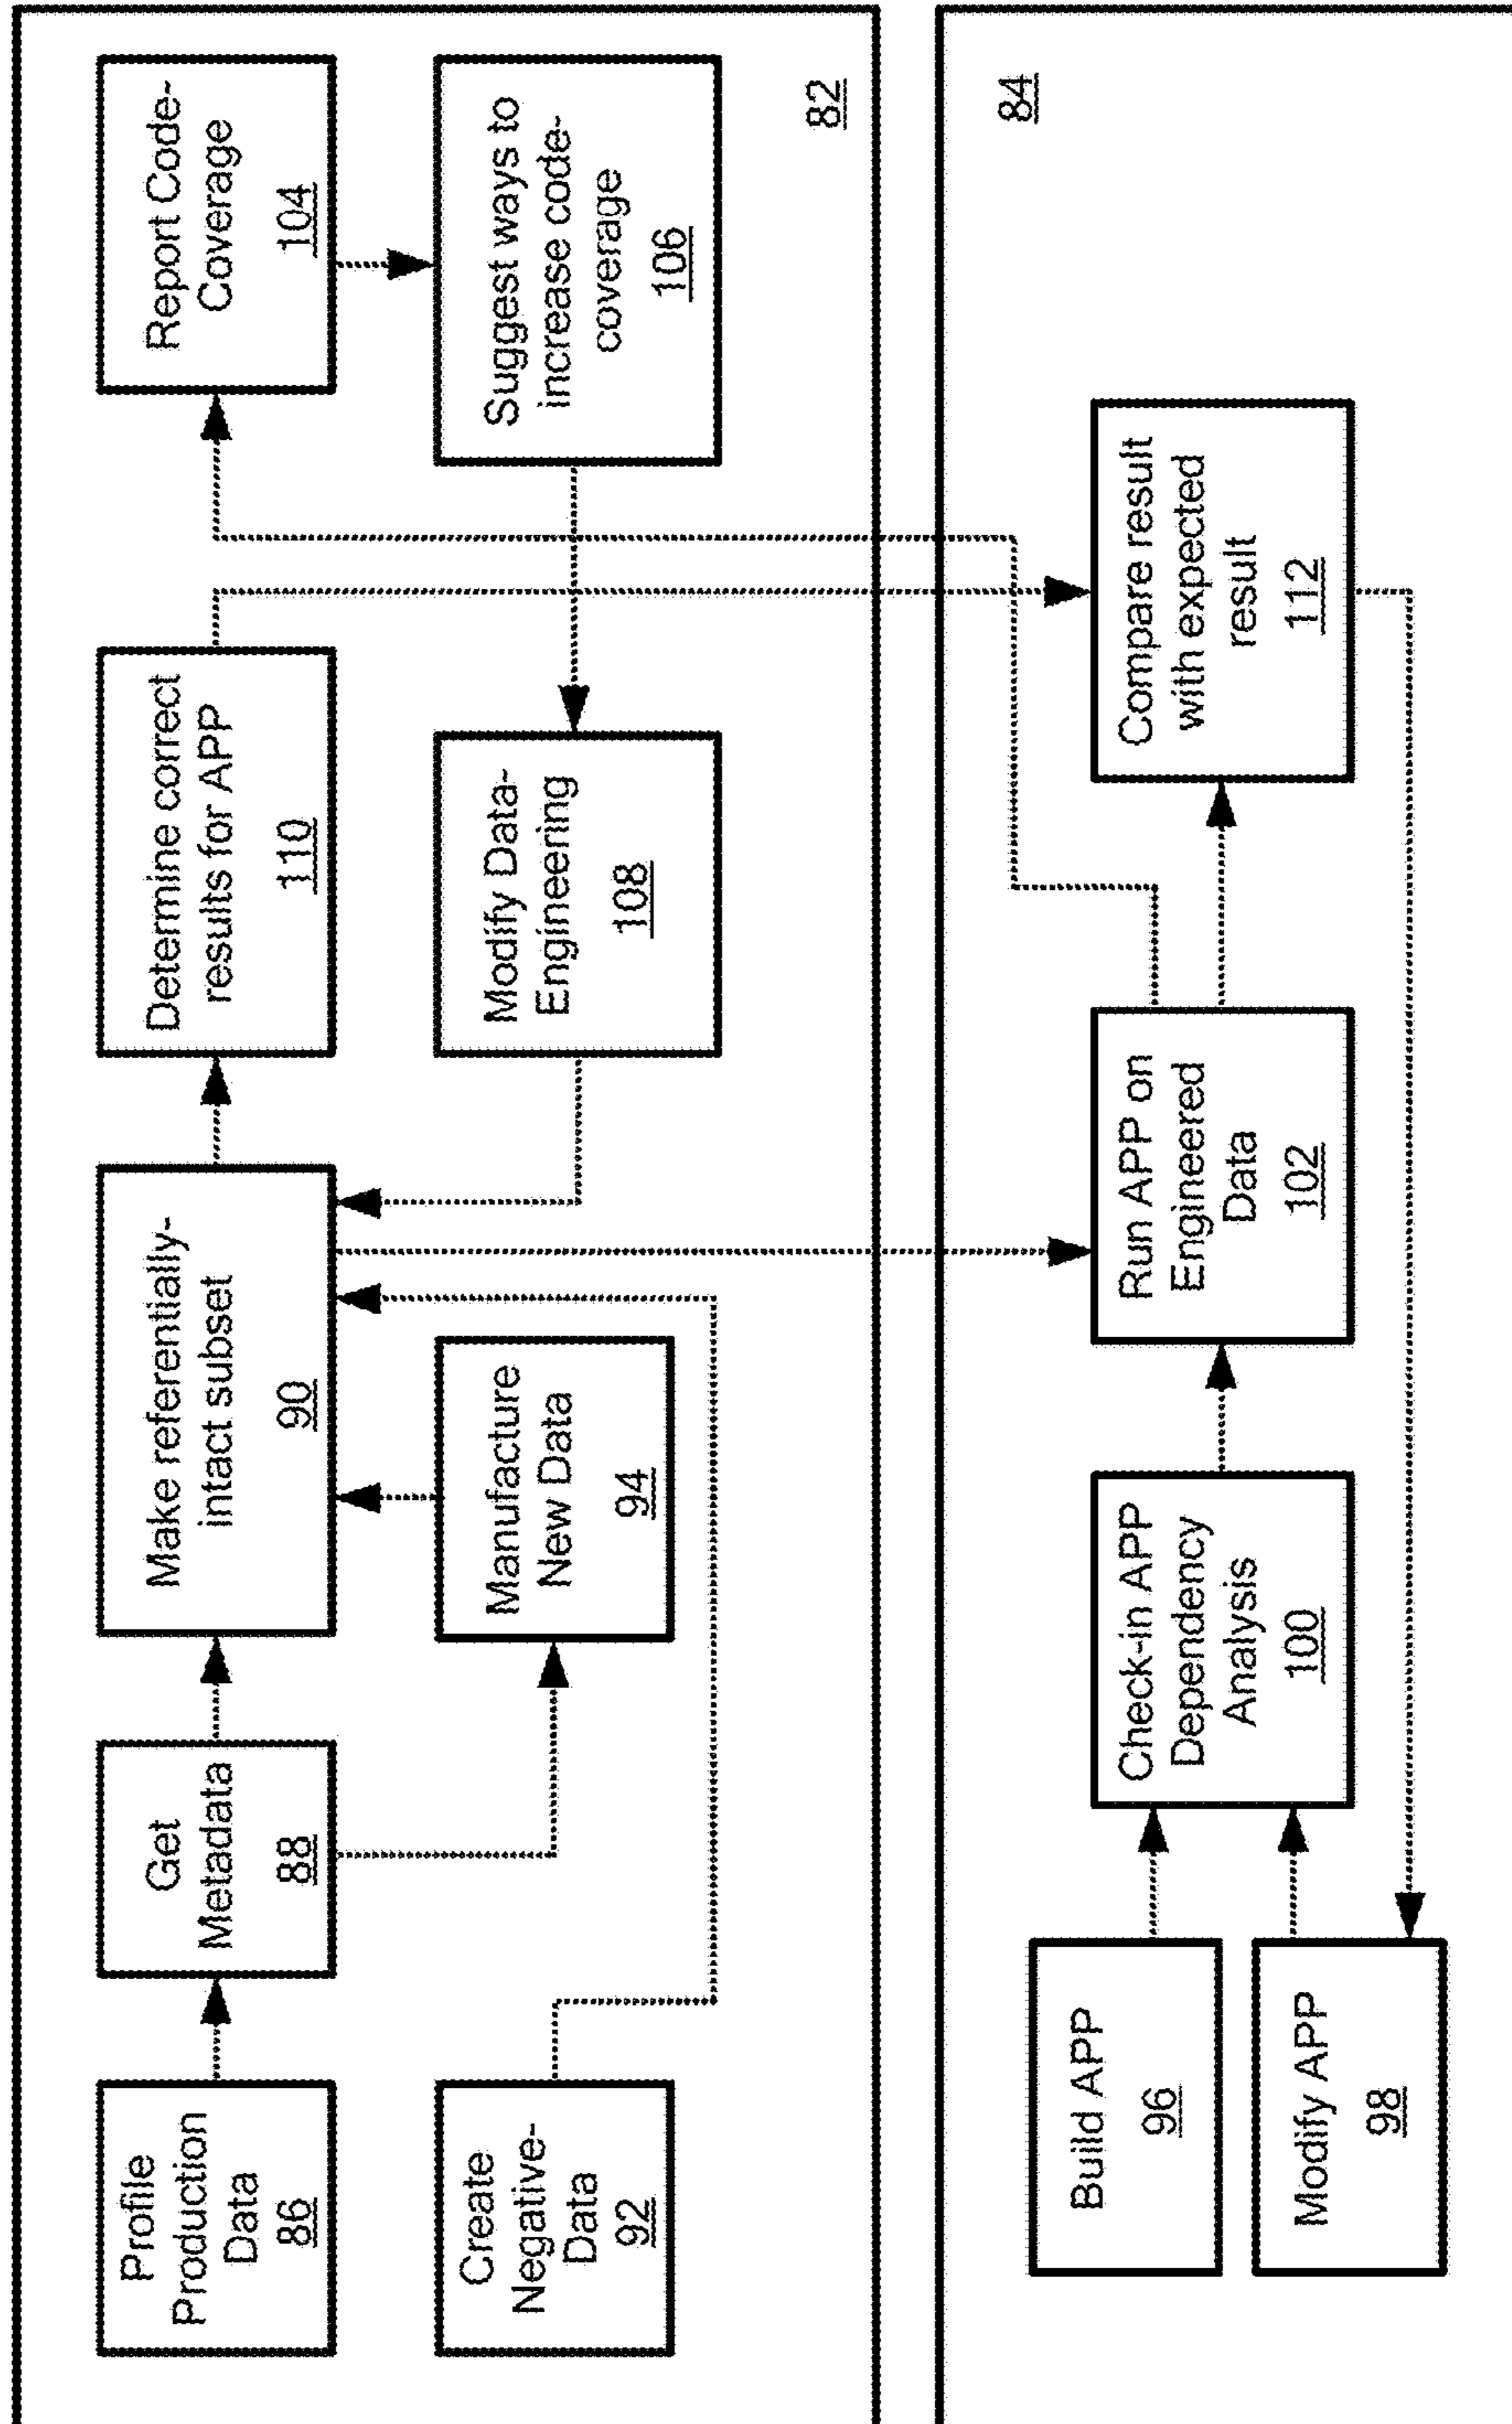 Profile
Production
Data
86
Get
Metadata
88
Make referentially-
intact subset
90
Determine correct
results for APP
110
Report Code-
Coverage
104
Create
Negative-
Data
92
Manufacture
New Data
94
Modify Data-
Engineering
108
Suggest ways to
increase code-
coverage
106
82
84
Build APP
96
Modify APP
98
Check-in APP
Dependency
Analysis
100
Run APP on
Engineered
Data
102
Compare result
with expected
result
112